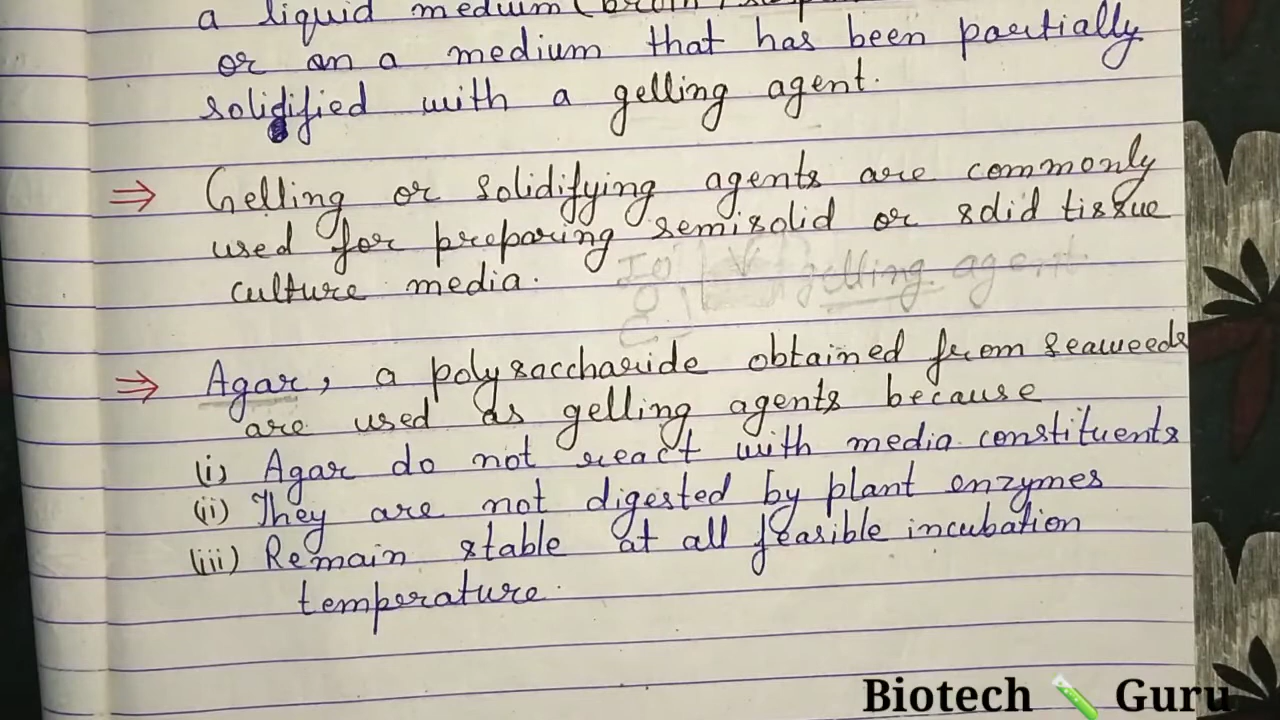 a liquid medium (
or on a medium that has been partially
solidified with a gelling agent.
⇒ Gelling or solidifying agents are commonly
used for preparing semisolid or solid tissue
culture media.
gelling agent.
⇒ Agar, a polysaccharide obtained from seaweeds
are used as gelling agents because
(i) Agar do not react with media constituents
(ii) They are not digested by plant enzymes
(iii) Remain stable at all feasible incubation
temperature.
Biotech Guru